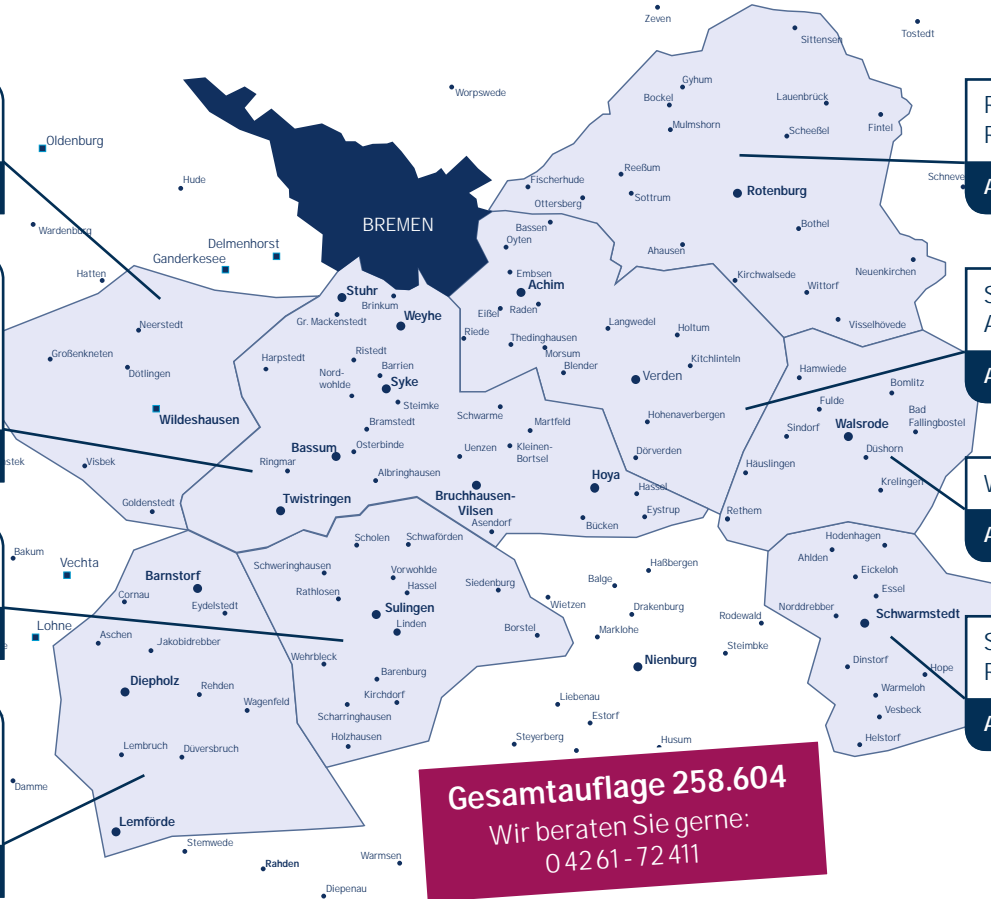 Zeven
Tostedt
Sittensen
Gyhum
Worpswede
Bockel
Lauenbrück
Mulmshorn
Fintel
Scheeßel
Oldenburg
Reeßum
Hude
Fischerhude
Schneve
Rotenburg
Sottrum
Ottersberg
BREMEN
Bassen
Bothel
Wardenburg
Oyten
Delmenhorst
Ahausen
Ganderkesee
Neuenkirchen
Hatten
Embsen
Kirchwalsede
Achim
Wittorf
Stuhr
Brinkum
Eißel
Raden
Weyhe
Gr. Mackenstedt
Langwedel
Visselhövede
Neerstedt
Holtum
Riede
Thedinghausen
Großenkneten
Harpstedt
Ristedt
Morsum
Kitchlinteln
Barrien
Blender
Hamwiede
Dötlingen
Nord-
wohlde
Syke
Verden
Bomlitz
Steimke
Fulde
Bad
Fallingbostel
Wildeshausen
Schwarme
Hohenaverbergen
Martfeld
Bramstedt
Walsrode
Sindorf
Bassum
Osterbinde
Uenzen
Kleinen-
Bortsel
Dörverden
Düshorn
stek
Visbek
Ringmar
Albringhausen
Häuslingen
Hoya
Krelingen
Hassel
Goldenstedt
Twistringen
Bruchhausen-
Vilsen
Eystrup
Rethem
Asendorf
Bücken
Scholen
Schwaförden
Hodenhagen
Bakum
Vechta
Ahlden
Schweringhausen
Vorwohlde
Haßbergen
Eickeloh
Barnstorf
Siedenburg
Balge
Hassel
Essel
Cornau
Rathlosen
Eydelstedt
Wietzen
Drakenburg
Rodewald
Norddrebber
Sulingen
Schwarmstedt
Lohne
Linden
Borstel
Marklohe
Aschen
Jakobidrebber
Steimbke
Wehrbleck
Nienburg
Dinstorf
Hope
Barenburg
Diepholz
Rehden
Warmeloh
Kirchdorf
Wagenfeld
Liebenau
Vesbeck
Scharringhausen
Estorf
Holzhausen
Steyerberg
Husum
Helstorf
Lembruch
Düversbruch
Damme
Lemförde
Stemwede
Warmsen
Rahden
Diepenau
Gesamtauflage 258.604
Wir beraten Sie gerne:
0 42 61 - 72 411
F
F
A
S
A
A
W
A
S
F
A